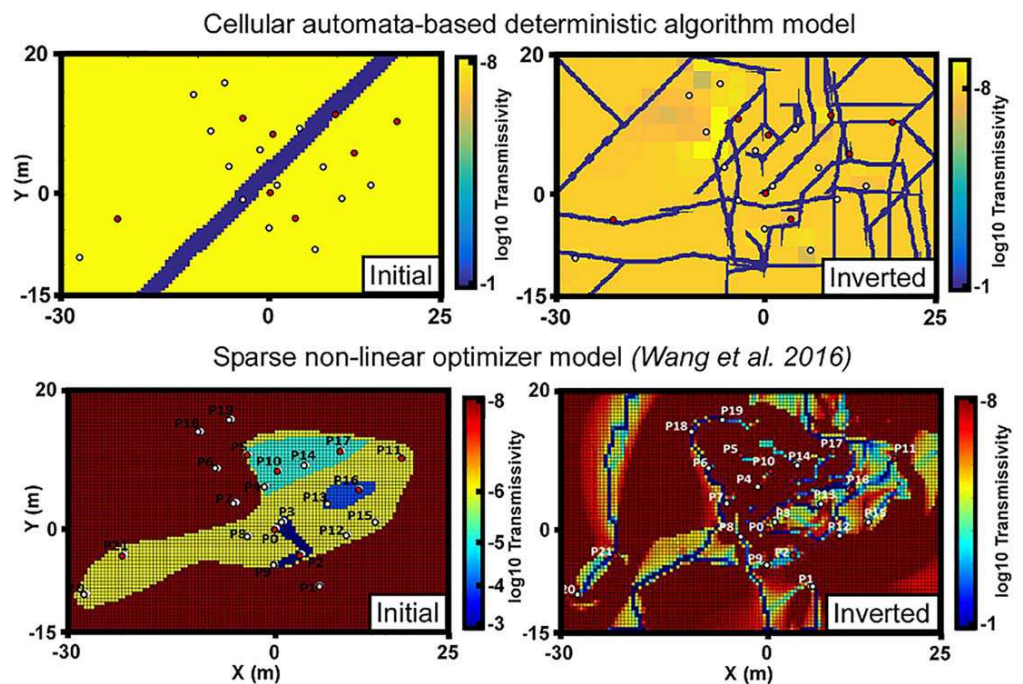 Cellular automata-based deterministic algorithm model
20
0
-15
Y (m)
-30
0
25
Initial
-8
-1
log10 Transmissivity
20
0
-15
-30
0
25
Inverted
-8
-1
log10 Transmissivity
Sparse non-linear optimizer model (Wang et al. 2016)
20
0
-15
Y (m)
P19
P18
P17
P11
P10
P14
P6
P16
P13
P7
P15
P3
P8
P0
P12
P2
P9
P1
Initial
-30
0
25
X (m)
-8
-6
-5
-4
-3
log10 Transmissivity
20
0
-15
P19
P18
P17
P5
P11
P14
P10
P6
P4
P16
P7
P13
P8
P0
P12
P9
P21
P1
20
Inverted
-30
0
25
X (m)
-8
-1
log10 Transmissivity